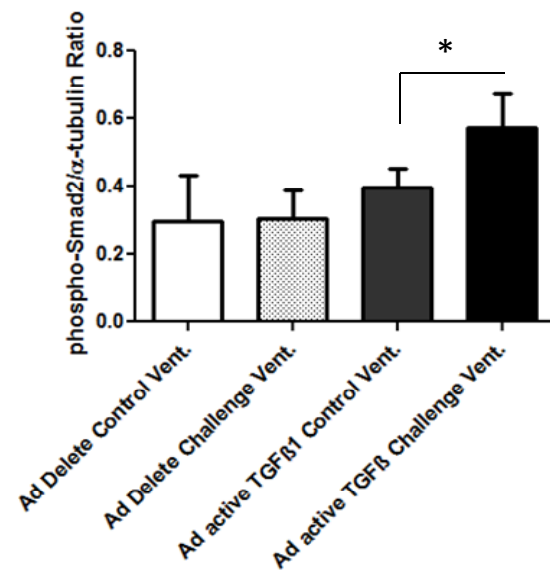 *
phospho-Smad2/α-tubulin Ratio
0.8
0.6
0.4
0.2
0.0
Ad Delete Control Vent.
Ad Delete Challenge Vent.
Ad active TGFß1 Control Vent.
Ad active TGFß Challenge Vent.